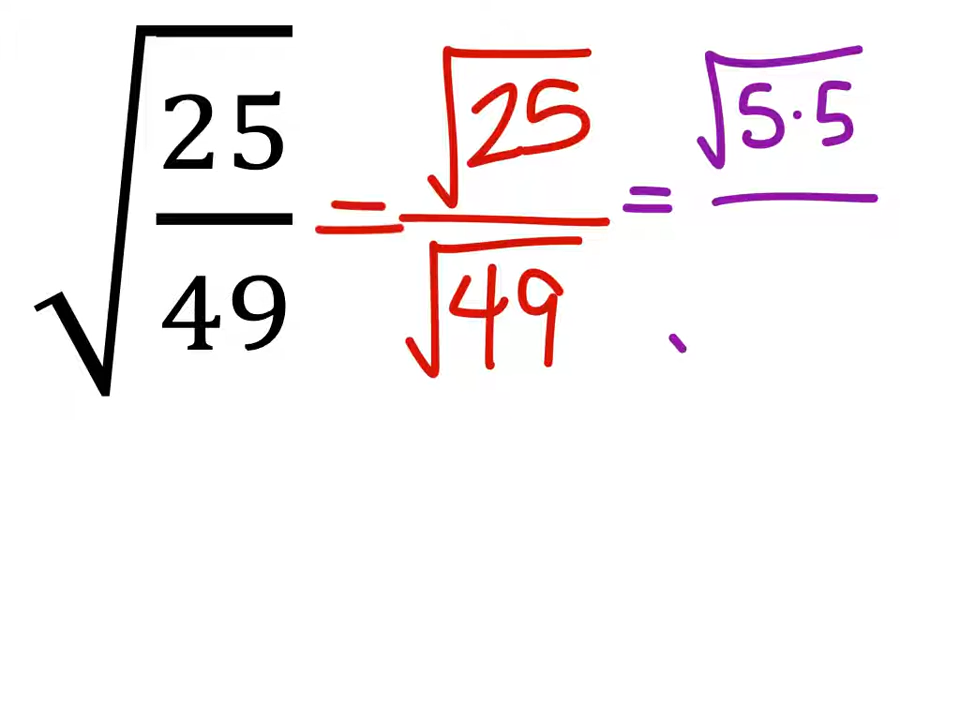 √(25/49) = √25/√49 = √5·5